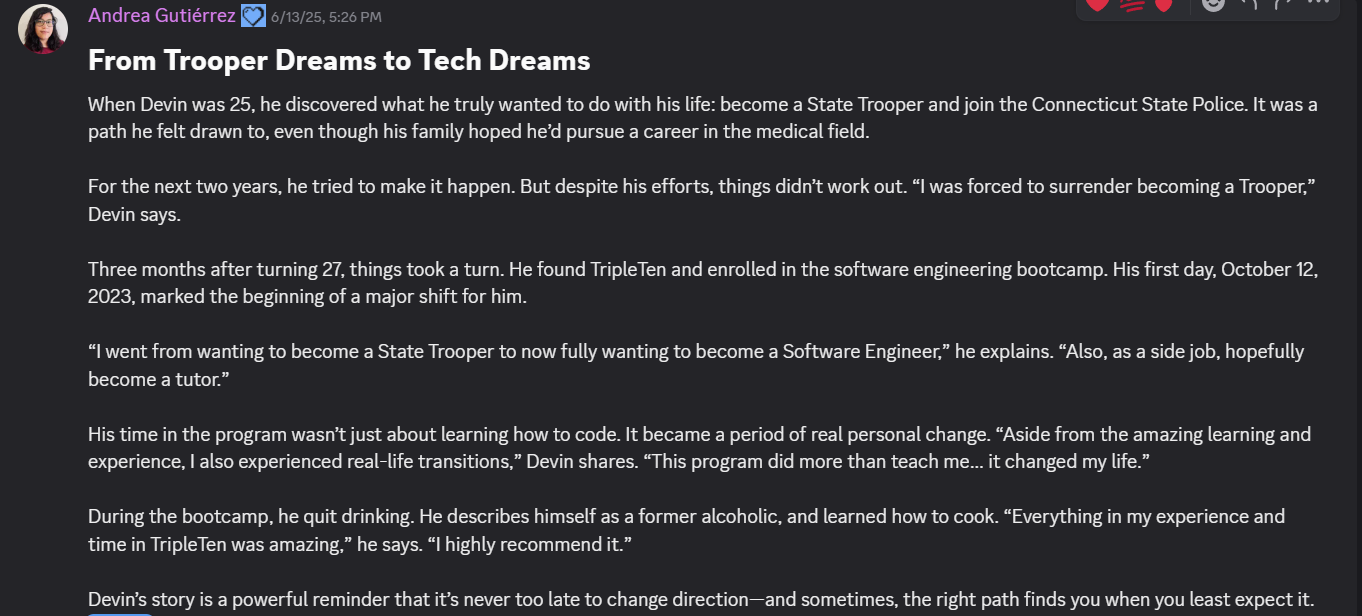 Andrea Gutiérrez 6/13/25, 5:26 PM
From Trooper Dreams to Tech Dreams
When Devin was 25, he discovered what he truly wanted to do with his life: become a State Trooper and join the Connecticut State Police. It was a
path he felt drawn to, even though his family hoped he’d pursue a career in the medical field.
For the next two years, he tried to make it happen. But despite his efforts, things didn’t work out. “I was forced to surrender becoming a Trooper,”
Devin says.
Three months after turning 27, things took a turn. He found TripleTen and enrolled in the software engineering bootcamp. His first day, October 12,
2023, marked the beginning of a major shift for him.
“I went from wanting to become a State Trooper to now fully wanting to become a Software Engineer,” he explains. “Also, as a side job, hopefully
become a tutor.”
His time in the program wasn’t just about learning how to code. It became a period of real personal change. “Aside from the amazing learning and
experience, I also experienced real-life transitions,” Devin shares. “This program did more than teach me... it changed my life.”
During the bootcamp, he quit drinking. He describes himself as a former alcoholic, and learned how to cook. “Everything in my experience and
time in TripleTen was amazing,” he says. “I highly recommend it.”
Devin’s story is a powerful reminder that it’s never too late to change direction—and sometimes, the right path finds you when you least expect it.